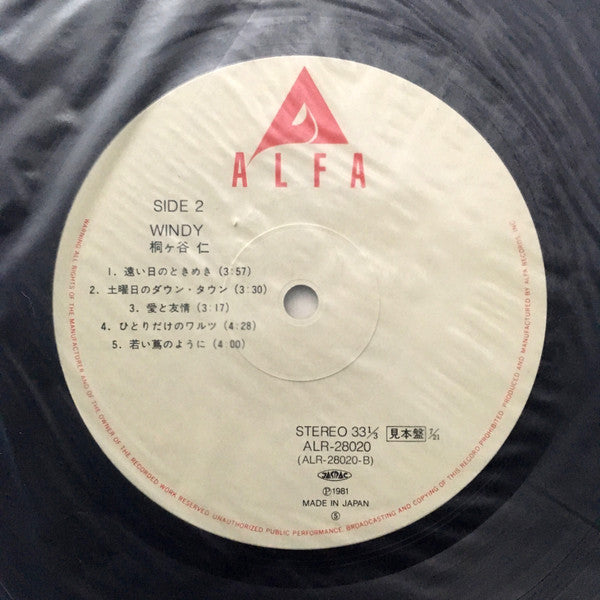 ALFA
SIDE 2
WINDY
桐ヶ谷 仁
1. 遠い日のときめき (3:57)
2. 土曜日のダウン・タウン (3:30)
3. 愛と友情 (3:17)
4. ひとりだけのワルツ (4:28)
5. 若い蔦のように (4:00)
STEREO 33⅓ 見本盤 7/21
ALR-28020
(ALR-28020-B)
JASRAC
Ⓟ1981
MADE IN JAPAN
Ⓢ
WARNING: ALL RIGHTS OF THE MANUFACTURER AND OF THE OWNER OF THE RECORDED WORK RESERVED. UNAUTHORIZED PUBLIC PERFORMANCE, BROADCASTING AND COPYING OF THIS RECORD PROHIBITED. PRODUCED AND MANUFACTURED BY ALFA RECORDS, INC.